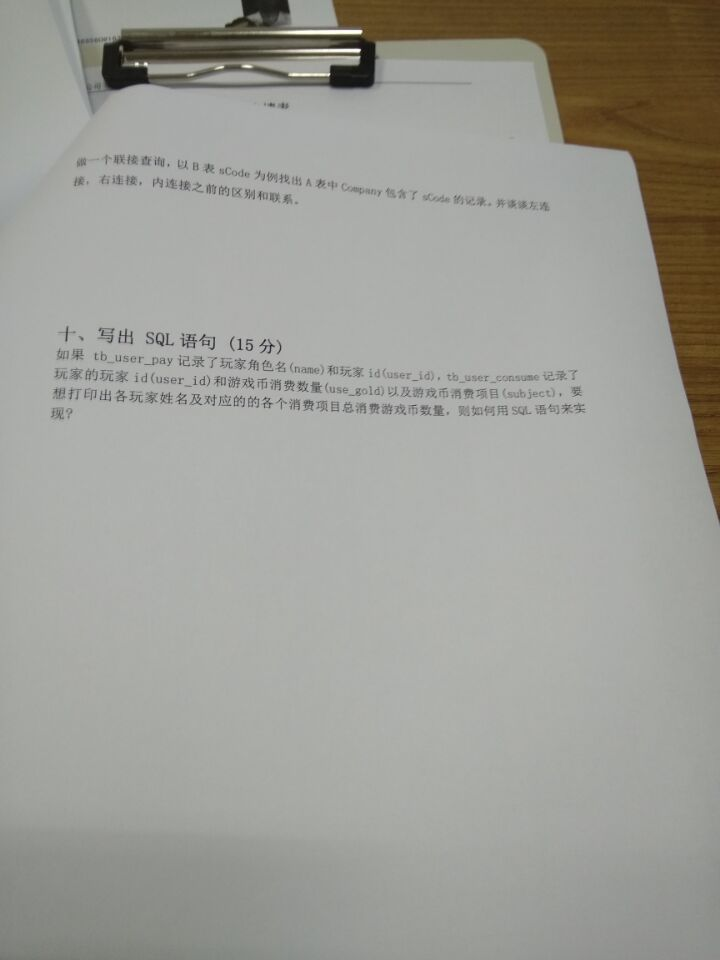 做一个联接查询，以 B 表 sCode 为例找出 A 表中 Company 包含了 sCode 的记录。并谈谈左连
接，右连接，内连接之前的区别和联系。
十、写出 SQL 语句 (15 分)
如果 tb_user_pay 记录了玩家角色名(name)和玩家 id(user_id)，tb_user_consume 记录了
玩家的玩家 id(user_id)和游戏币消费数量(use_gold)以及游戏币消费项目(subject)，要
想打印出各玩家姓名及对应的的各个消费项目总消费游戏币数量，则如何用 SQL 语句来实
现？